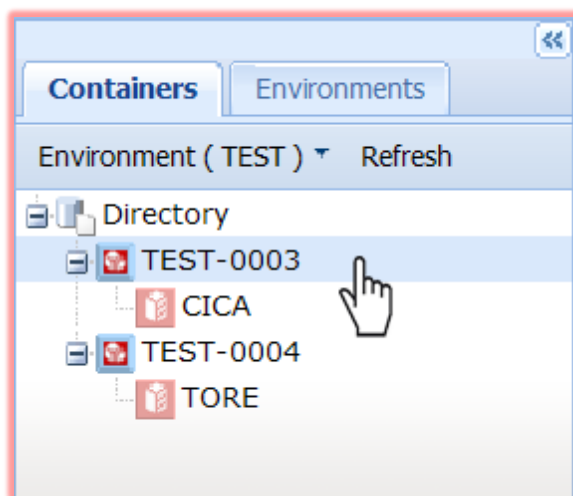 Containers Environments
Environment ( TEST ) Refresh
Directory
TEST-0003
CICA
TEST-0004
TORE